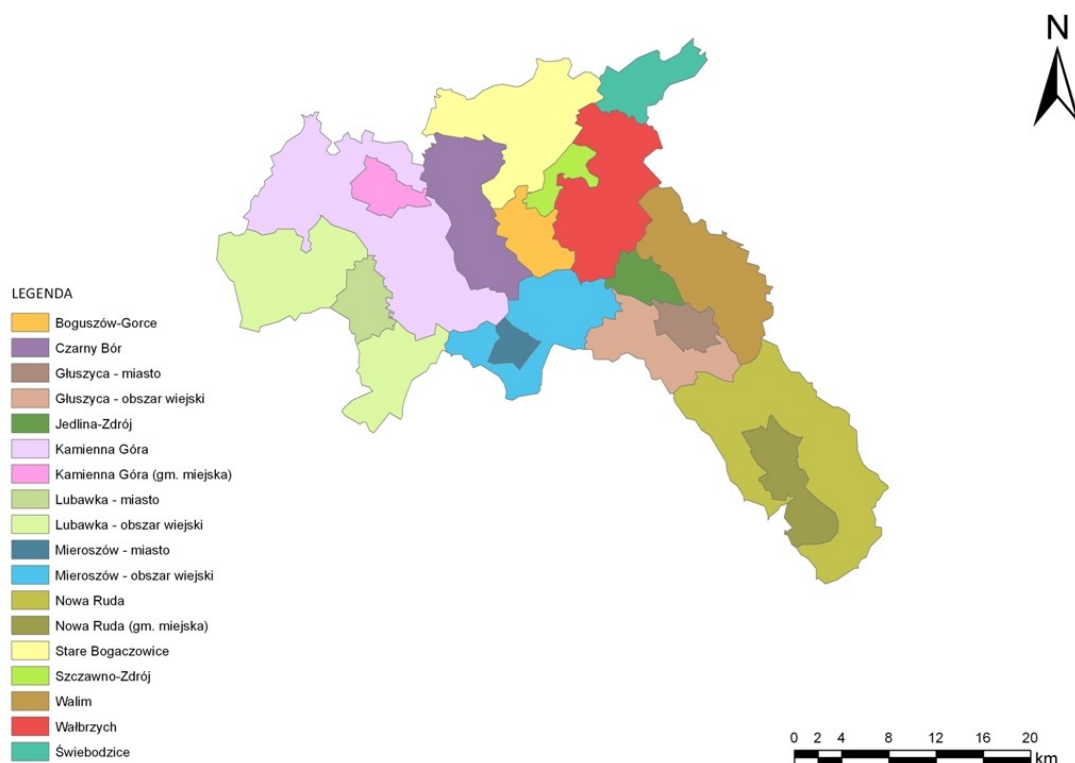 N
LEGENDA
Boguszów-Gorce
Czarny Bór
Głuszyca - miasto
Głuszyca - obszar wiejski
Jedlina-Zdrój
Kamienna Góra
Kamienna Góra (gm. miejska)
Lubawka - miasto
Lubawka - obszar wiejski
Mieroszów - miasto
Mieroszów - obszar wiejski
Nowa Ruda
Nowa Ruda (gm. miejska)
Stare Bogaczowice
Szczawno-Zdrój
Walim
Wałbrzych
Świebodzice
0 2 4 8 12 16 20
km